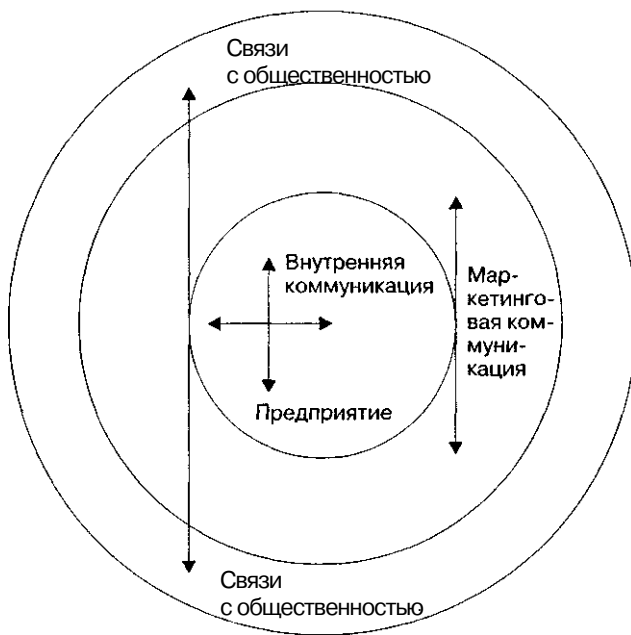 Связи
с общественностью
Внутренняя
коммуникация
Предприятие
Мар-
кетинго-
вая ком-
муни-
кация
Связи
с общественностью